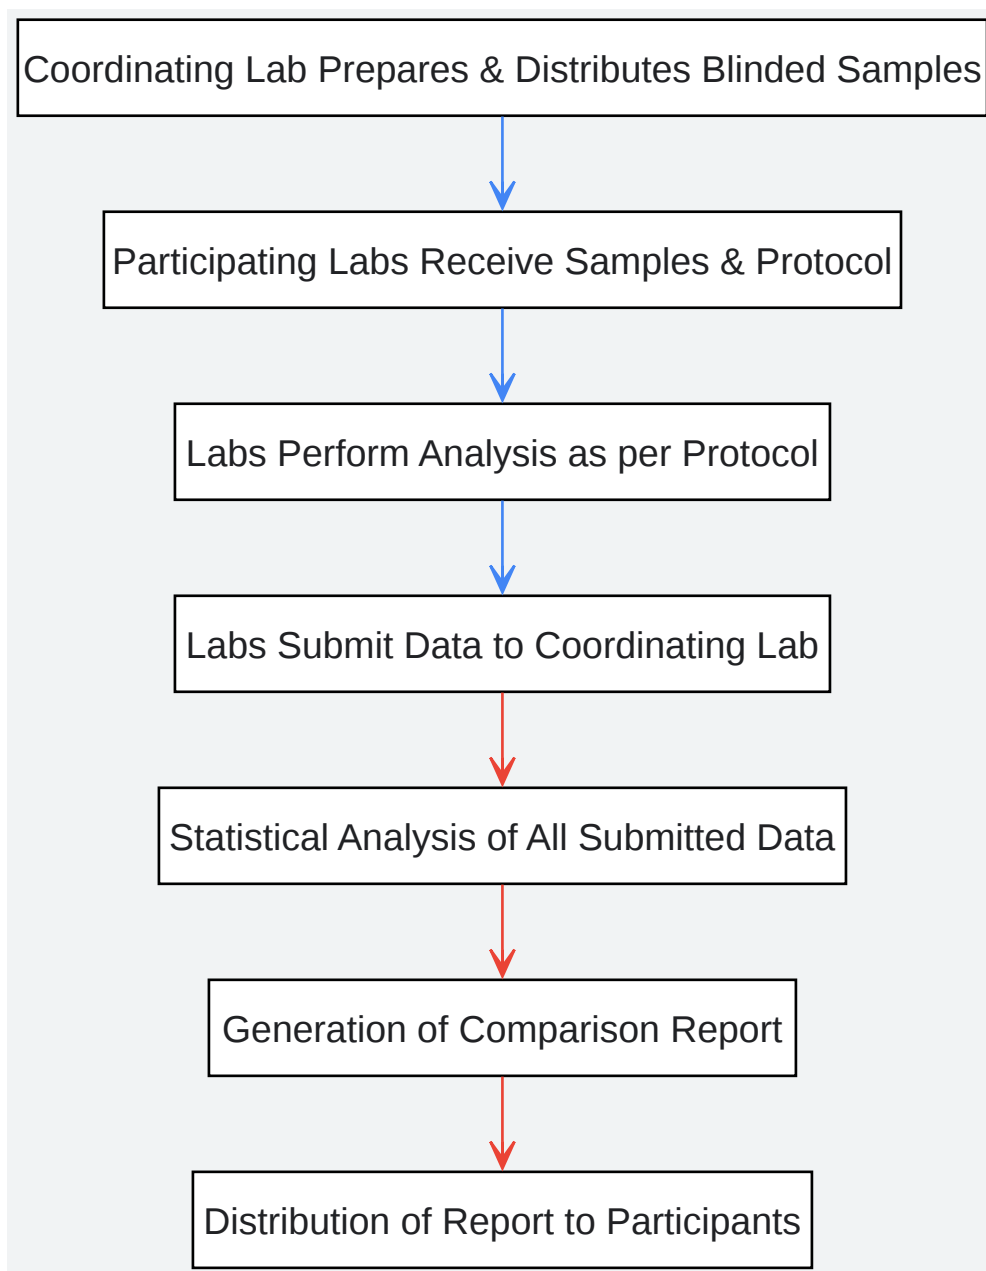 Coordinating Lab Prepares & Distributes Blinded Samples
Participating Labs Receive Samples & Protocol
Labs Perform Analysis as per Protocol
Labs Submit Data to Coordinating Lab
Statistical Analysis of All Submitted Data
Generation of Comparison Report
Distribution of Report to Participants